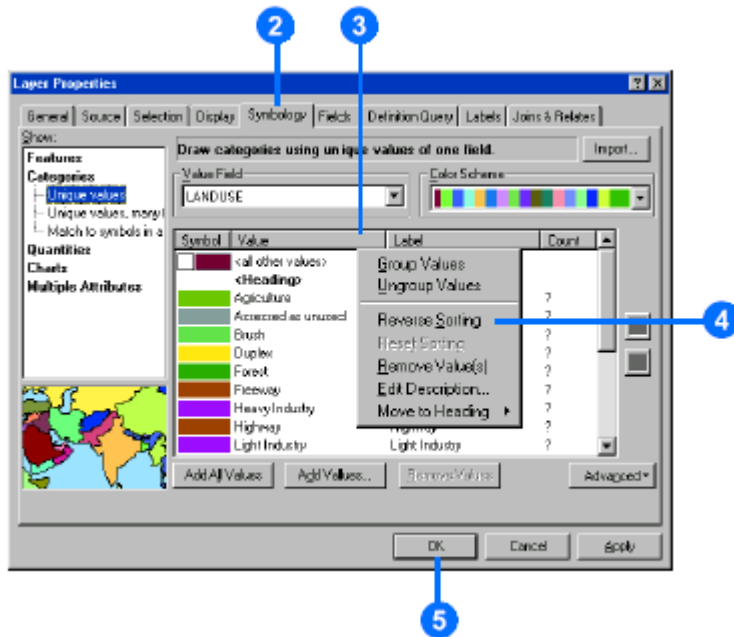 2
3
Layer Properties
General Source Selection Display Symbology Fields Definition Query Labels Joins & Relates
Show:
Features
Categories
Unique values
Unique values, many f
Match to symbols in a
Quantities
Charts
Multiple Attributes
Draw categories using unique values of one field.
Import...
Value Field
LANDUSE
Color Scheme
Symbol Value Label Count
<all other values>
<Heading>
Agriculture ?
Assessed as unused ?
Brush ?
Duplex ?
Forest ?
Freeway ?
Heavy Industry ?
Highway Highway ?
Light Industry Light Industry ?
Group Values
Ungroup Values
Reverse Sorting
Reset Sorting
Remove Value(s)
Edit Description...
Move to Heading
4
Add All Values Add Values... Remove Values Advanced
OK Cancel Apply
5